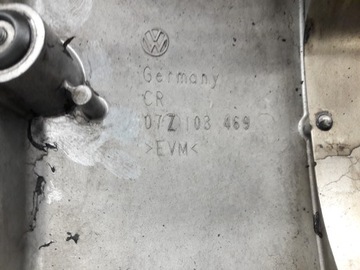 Germany
CR
07Z 103 469
>EVM<